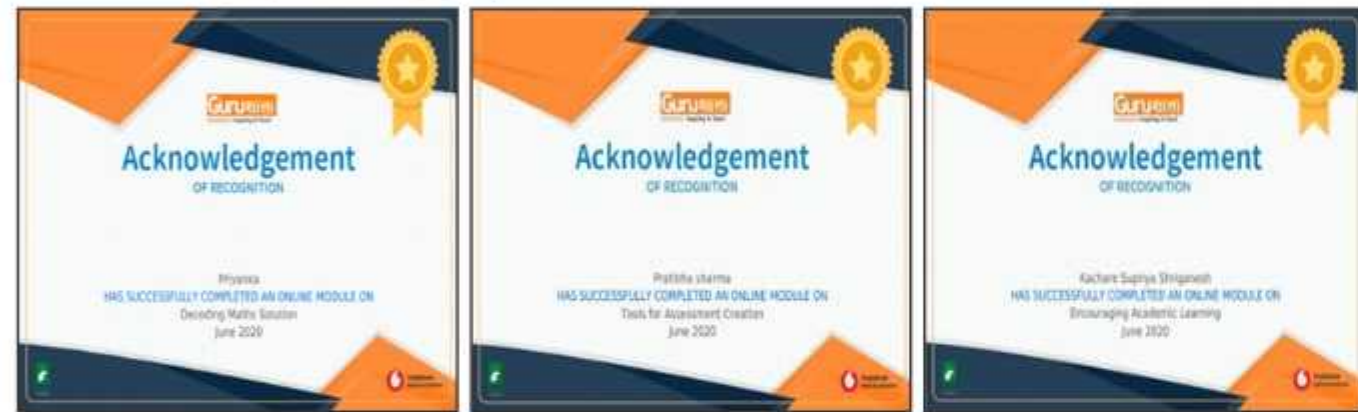 Guru
Acknowledgement
OF RECOGNITION
Priyanka
HAS SUCCESSFULLY COMPLETED AN ONLINE MODULE ON
Decoding Maths Solution
June 2020
Guru
Acknowledgement
OF RECOGNITION
Pratibha sharma
HAS SUCCESSFULLY COMPLETED AN ONLINE MODULE ON
Tools for Assessment Creation
June 2020
Guru
Acknowledgement
OF RECOGNITION
Kachare Supriya Shriganesh
HAS SUCCESSFULLY COMPLETED AN ONLINE MODULE ON
Encouraging Academic Learning
June 2020